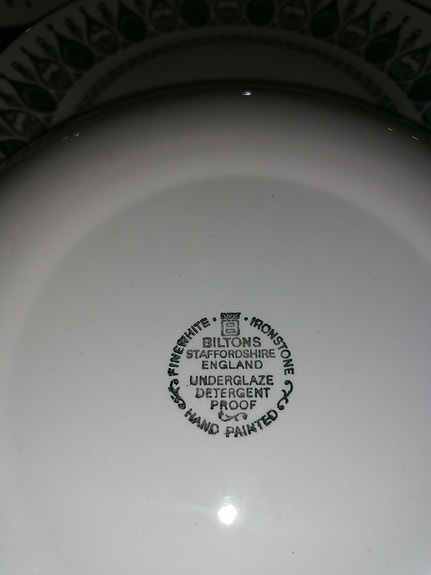 FINEWHITE • IRONSTONE
B
BILTONS
STAFFORDSHIRE
ENGLAND
UNDERGLAZE
DETERGENT
PROOF
HAND PAINTED